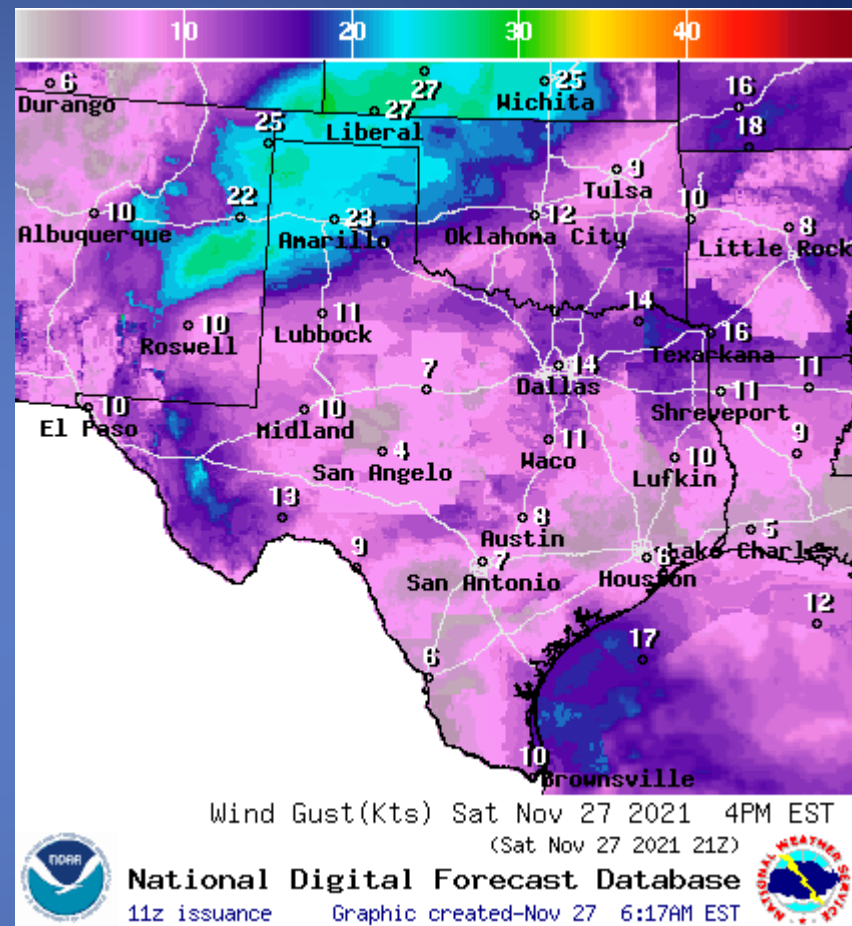 10 20 30 40
6
Durango
27
25
Wichita
16
27
Liberal
25
18
9
Tulsa
10
Albuquerque
22
23
Amarillo
12
Oklahoma City
10
8
Little Rock
10
Roswell
11
Lubbock
14
16
Texarkana
14
Dallas
7
11
Shreveport
11
10
El Paso
10
Midland
4
San Angelo
11
Waco
10
Lufkin
9
13
8
Austin
5
Lake Charles
9
7
San Antonio
6
Houston
12
17
6
10
Brownsville
Wind Gust(Kts) Sat Nov 27 2021 4PM EST
(Sat Nov 27 2021 21Z)
NOAA
National Digital Forecast Database
11z issuance Graphic created-Nov 27 6:17AM EST
NATIONAL WEATHER SERVICE